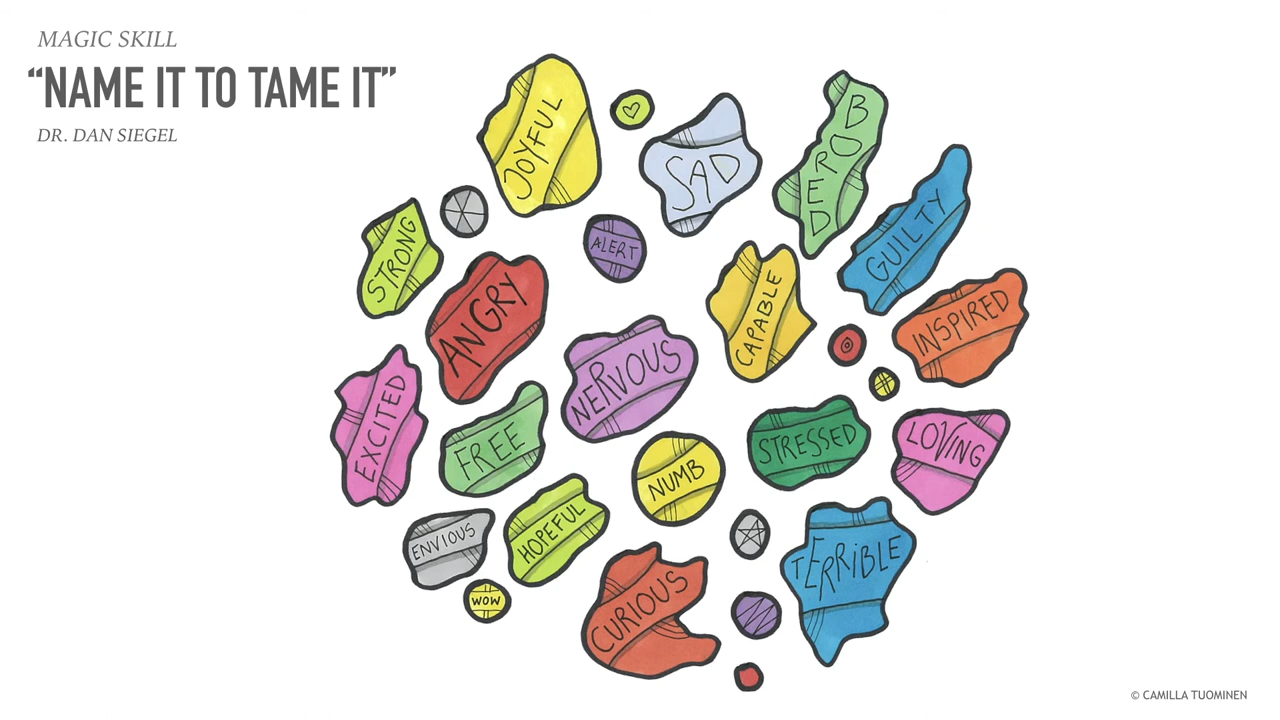 MAGIC SKILL
“NAME IT TO TAME IT”
DR. DAN SIEGEL
JOYFUL
SAD
BORED
STRONG
ALERT
GUILTY
ANGRY
CAPABLE
INSPIRED
NERVOUS
EXCITED
FREE
STRESSED
LOVING
NUMB
ENVIOUS
HOPEFUL
TERRIBLE
WOW
CURIOUS
© CAMILLA TUOMINEN